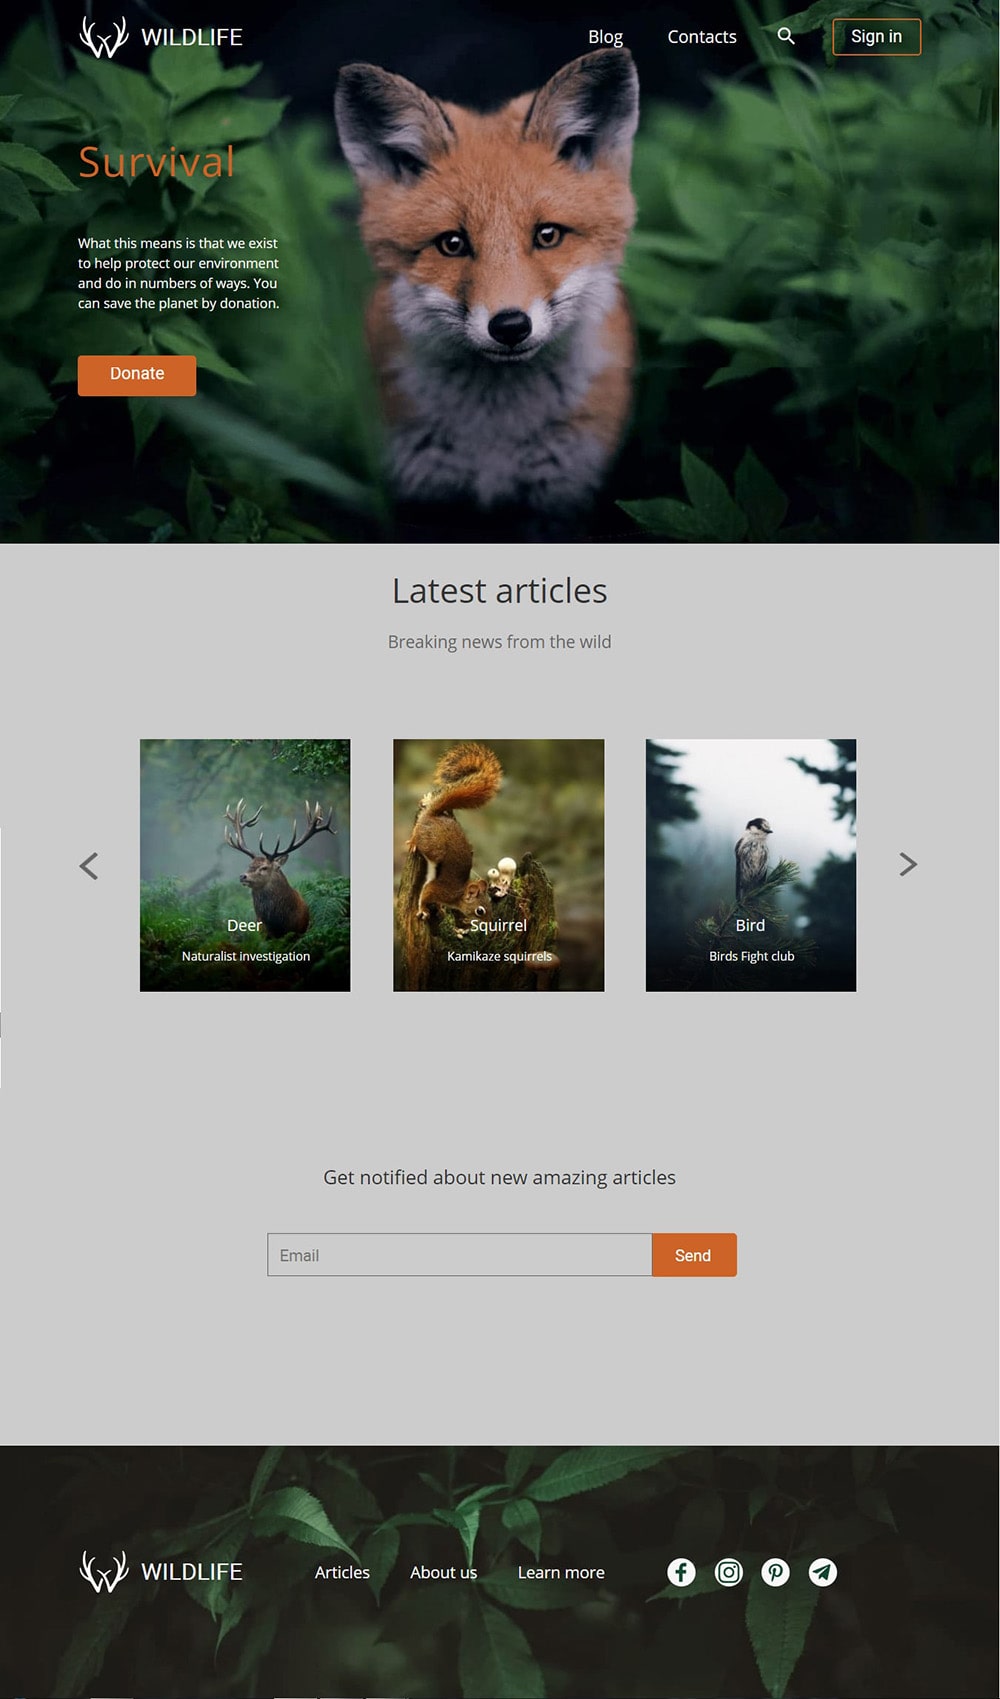 WILDLIFE
Blog
Contacts
Sign in
Survival
What this means is that we exist
to help protect our environment
and do in numbers of ways. You
can save the planet by donation.
Donate
Latest articles
Breaking news from the wild
Deer
Naturalist investigation
Squirrel
Kamikaze squirrels
Bird
Birds Fight club
Get notified about new amazing articles
Email
Send
WILDLIFE
Articles
About us
Learn more